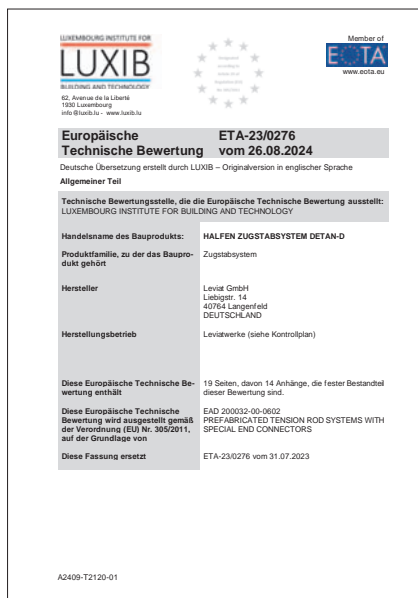 LUXEMBOURG INSTITUTE FOR
LUXIB
BUILDING AND TECHNOLOGY
62, Avenue de la Liberté
1930 Luxembourg
info@luxib.lu - www.luxib.lu
Member of
EOTA
www.eota.eu
Europäische
Technische Bewertung
ETA-23/0276
vom 26.08.2024
Deutsche Übersetzung erstellt durch LUXIB – Originalversion in englischer Sprache
Allgemeiner Teil
Technische Bewertungsstelle, die die Europäische Technische Bewertung ausstellt:
LUXEMBOURG INSTITUTE FOR BUILDING AND TECHNOLOGY
Handelsname des Bauprodukts:
HALFEN ZUGSTABSYSTEM DETAN-D
Produktfamilie, zu der das Baupro-
dukt gehört
Zugstabsystem
Hersteller
Leviat GmbH
Liebigstr. 14
40764 Langenfeld
DEUTSCHLAND
Herstellungsbetrieb
Leviatwerke (siehe Kontrollplan)
Diese Europäische Technische Be-
wertung enthält
19 Seiten, davon 14 Anhänge, die fester Bestandteil
dieser Bewertung sind.
Diese Europäische Technische
Bewertung wird ausgestellt gemäß
der Verordnung (EU) Nr. 305/2011,
auf der Grundlage von
EAD 200032-00-0602
PREFABRICATED TENSION ROD SYSTEMS WITH
SPECIAL END CONNECTORS
Diese Fassung ersetzt
ETA-23/0276 vom 31.07.2023
A2409-T2120-01